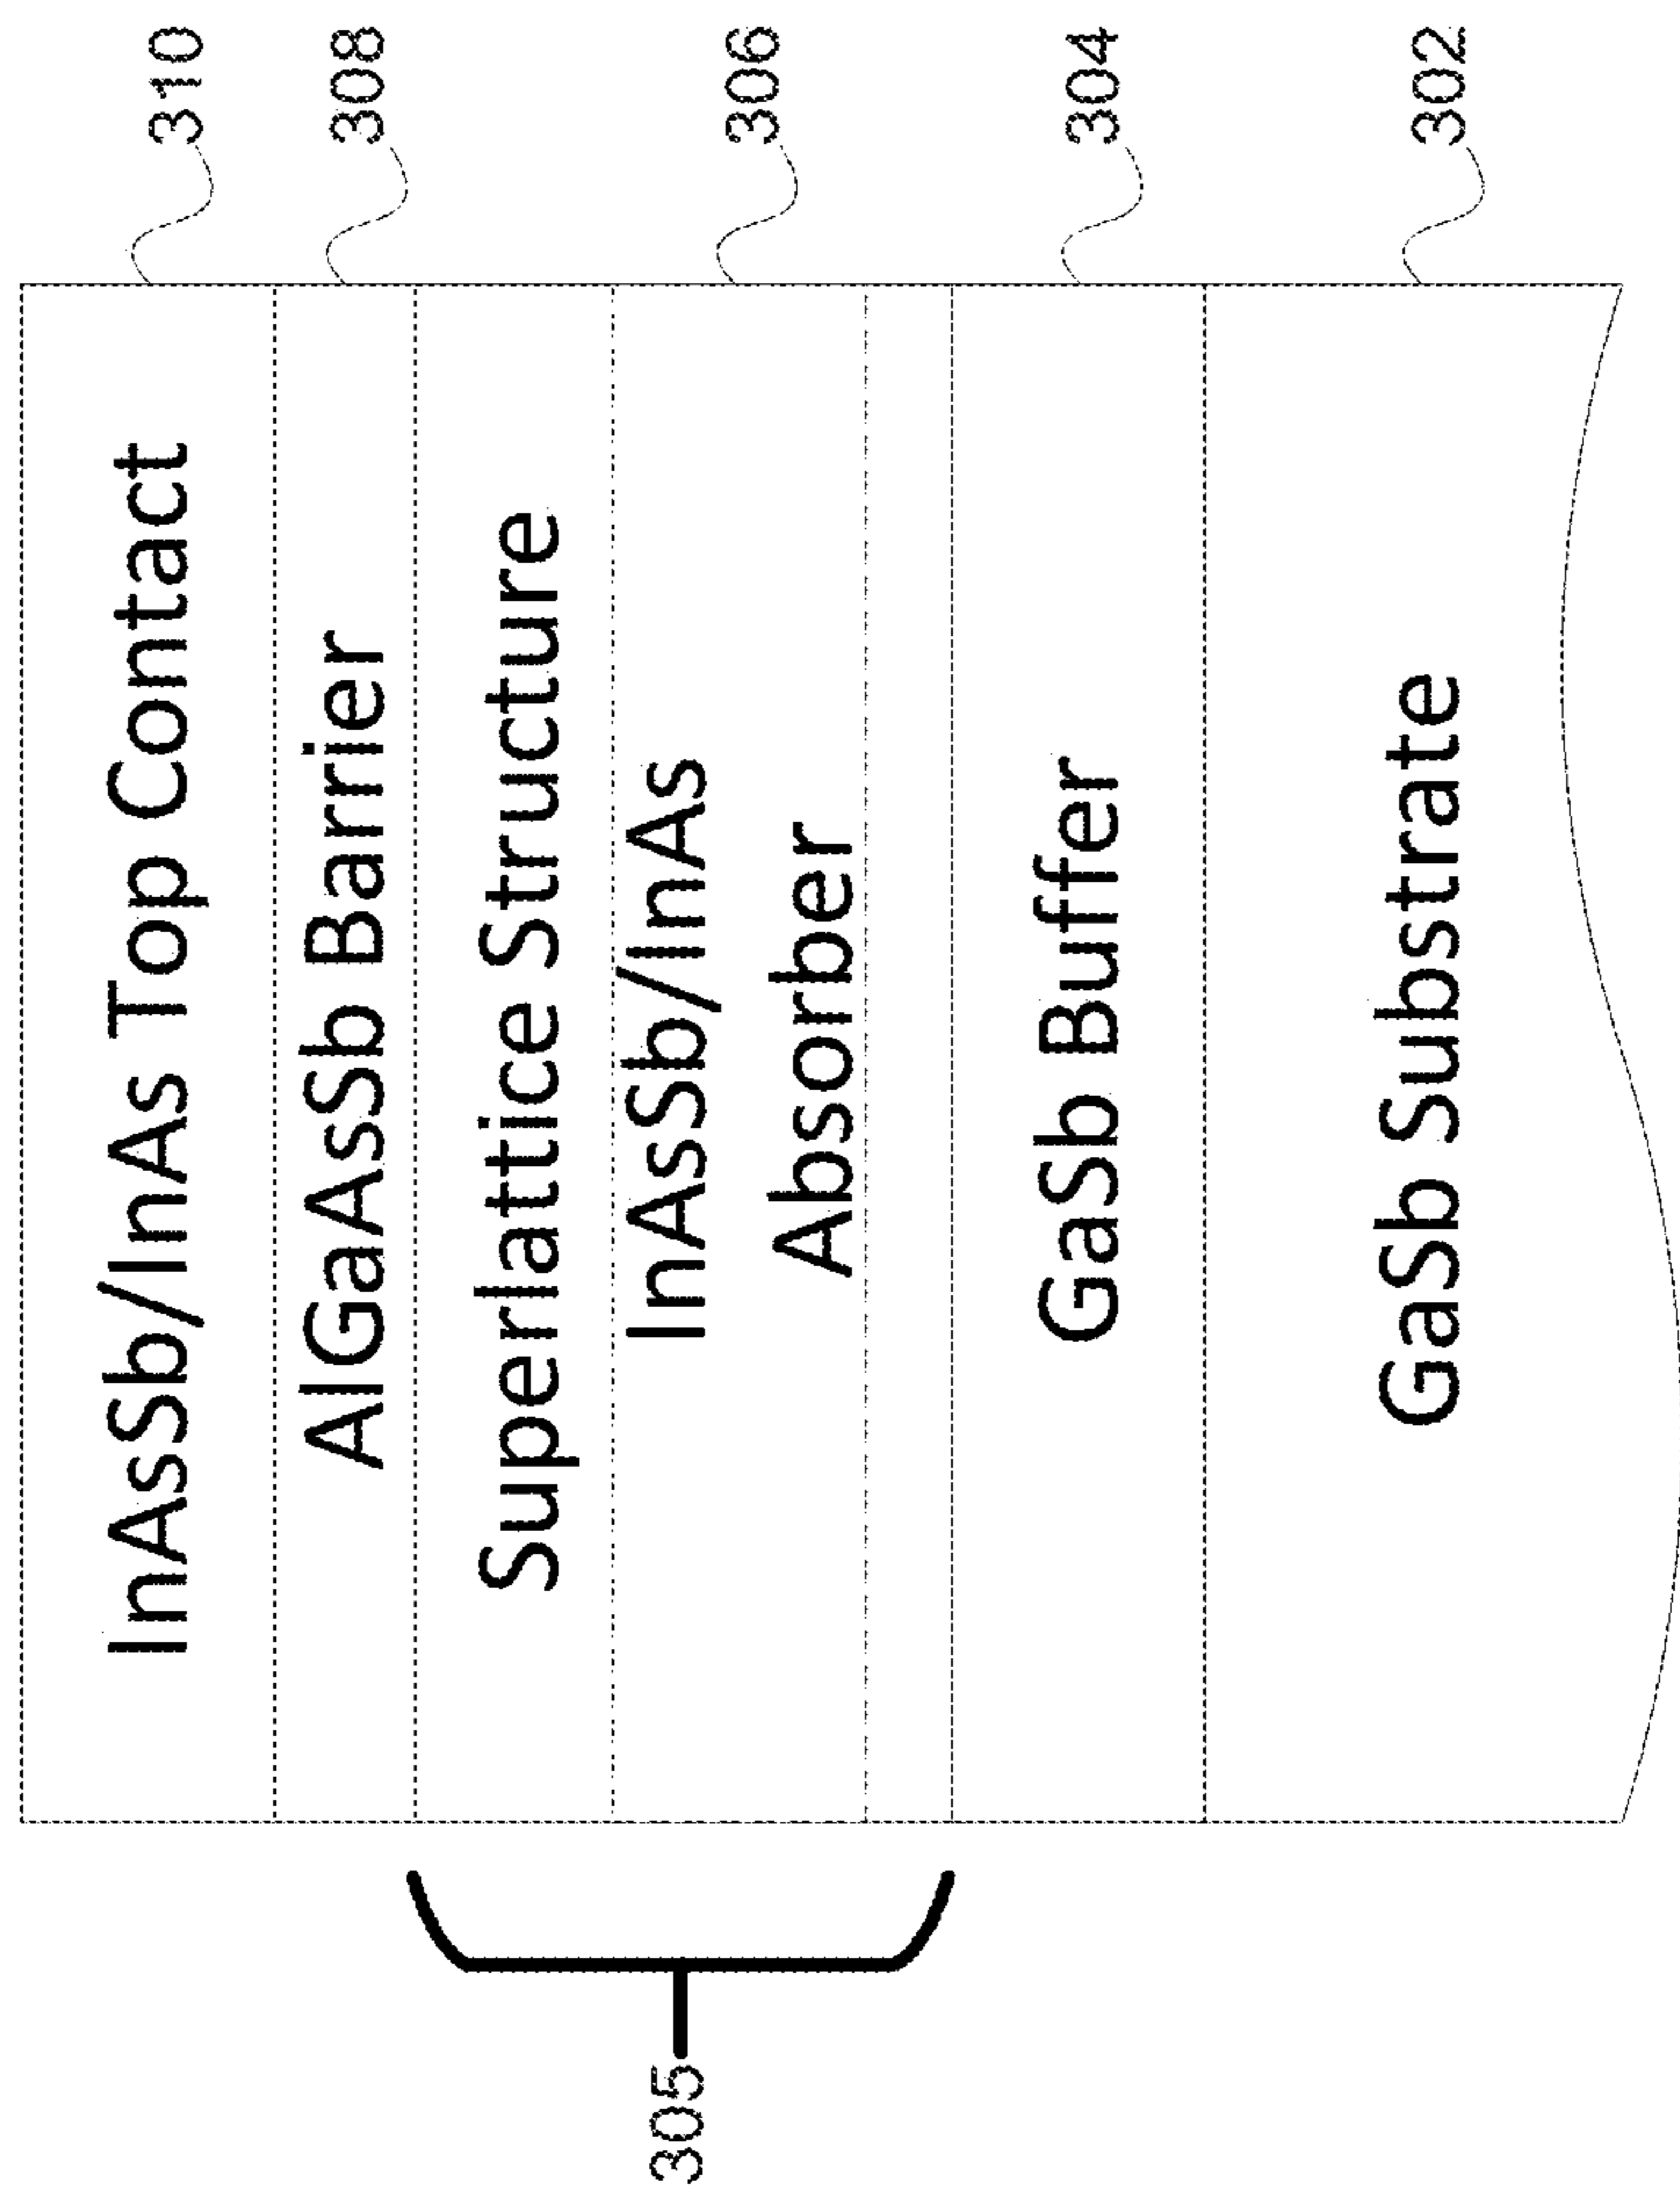 InAsSb/InAs Top Contact
310
AlGaAsSb Barrier
308
Superlattice Structure
InAsSb/InAs
Absorber
306
305
GaSb Buffer
304
GaSb Substrate
302